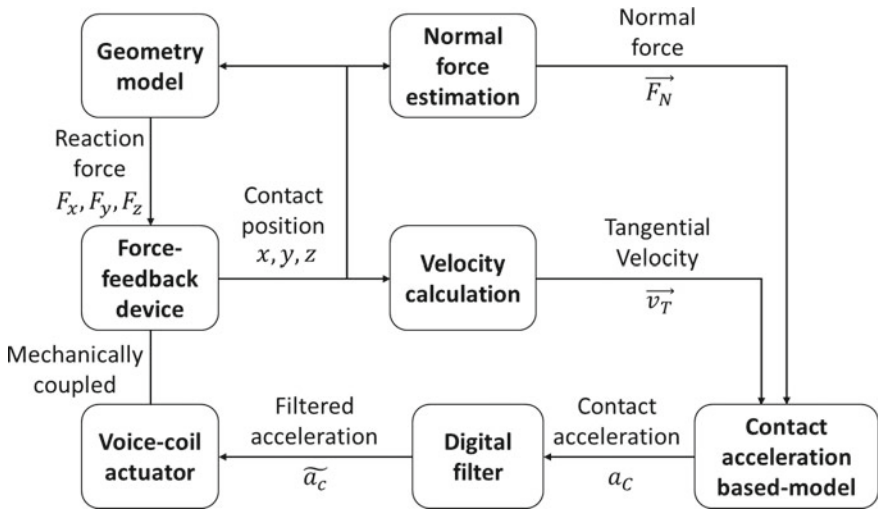 Geometry
model
Normal
force
estimation
Normal
force
$\overrightarrow{F_N}$
Reaction
force
$F_x, F_y, F_z$
Contact
position
$x, y, z$
Force-
feedback
device
Velocity
calculation
Tangential
Velocity
$\overrightarrow{v_T}$
Mechanically
coupled
Voice-coil
actuator
Filtered
acceleration
$\widetilde{a_c}$
Digital
filter
Contact
acceleration
$a_C$
Contact
acceleration
based-model